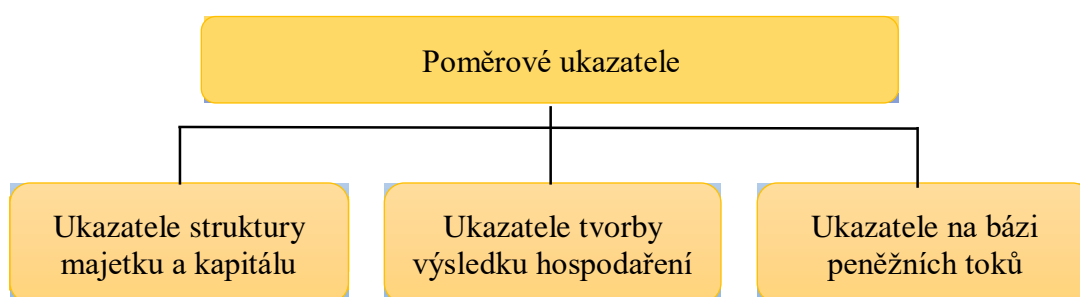 Poměrové ukazatele
Ukazatele struktury
majetku a kapitálu
Ukazatele tvorby
výsledku hospodaření
Ukazatele na bázi
peněžních toků